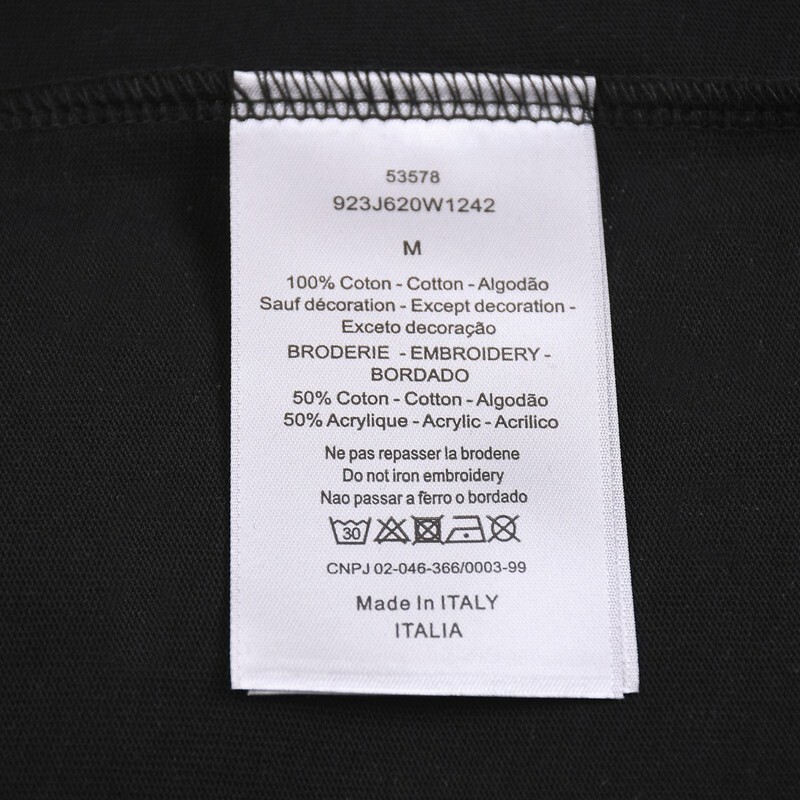 53578
923J620W1242
M
100% Coton - Cotton - Algodão
Sauf décoration - Except decoration -
Exceto decoração
BRODERIE - EMBROIDERY -
BORDADO
50% Coton - Cotton - Algodão
50% Acrylique - Acrylic - Acrilico
Ne pas repasser la brodene
Do not iron embroidery
Nao passar a ferro o bordado
30
CNPJ 02-046-366/0003-99
Made In ITALY
ITALIA